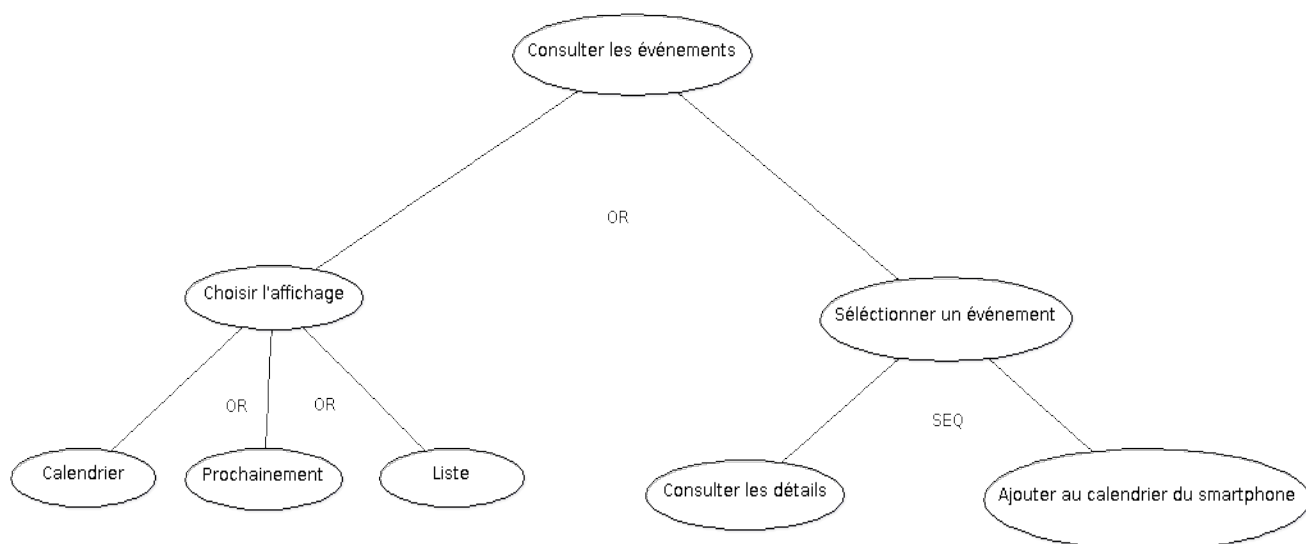 Consulter les événements
OR
Choisir l'affichage
Séléctionner un événement
OR
OR
SEQ
Calendrier
Prochainement
Liste
Consulter les détails
Ajouter au calendrier du smartphone